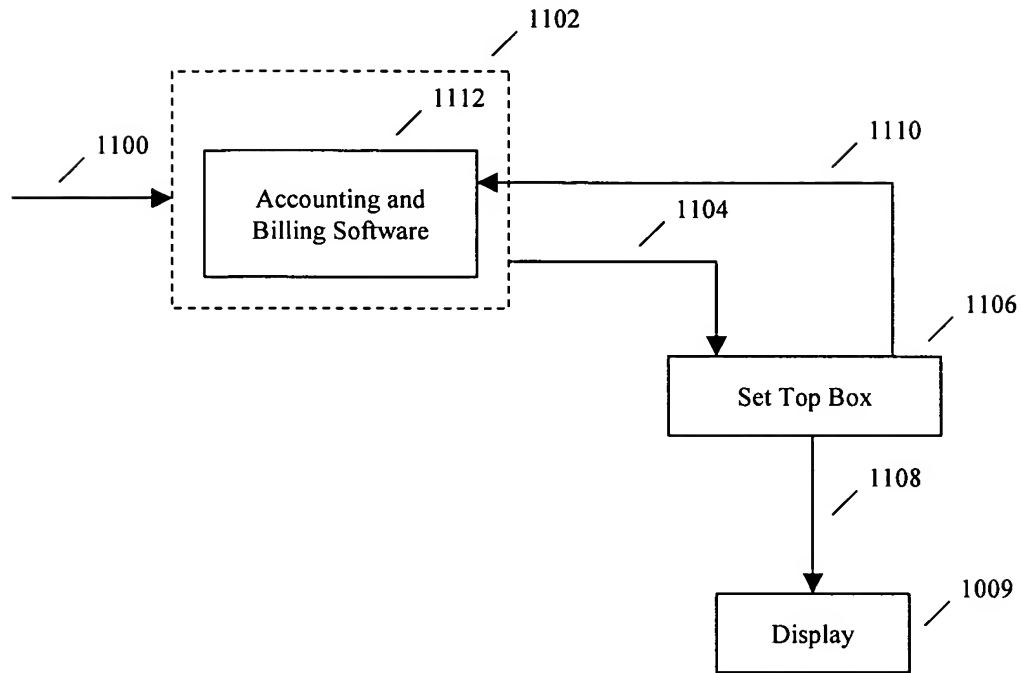 1102
1112
1100
1110
Accounting and
Billing Software
1104
1106
Set Top Box
1108
1009
Display